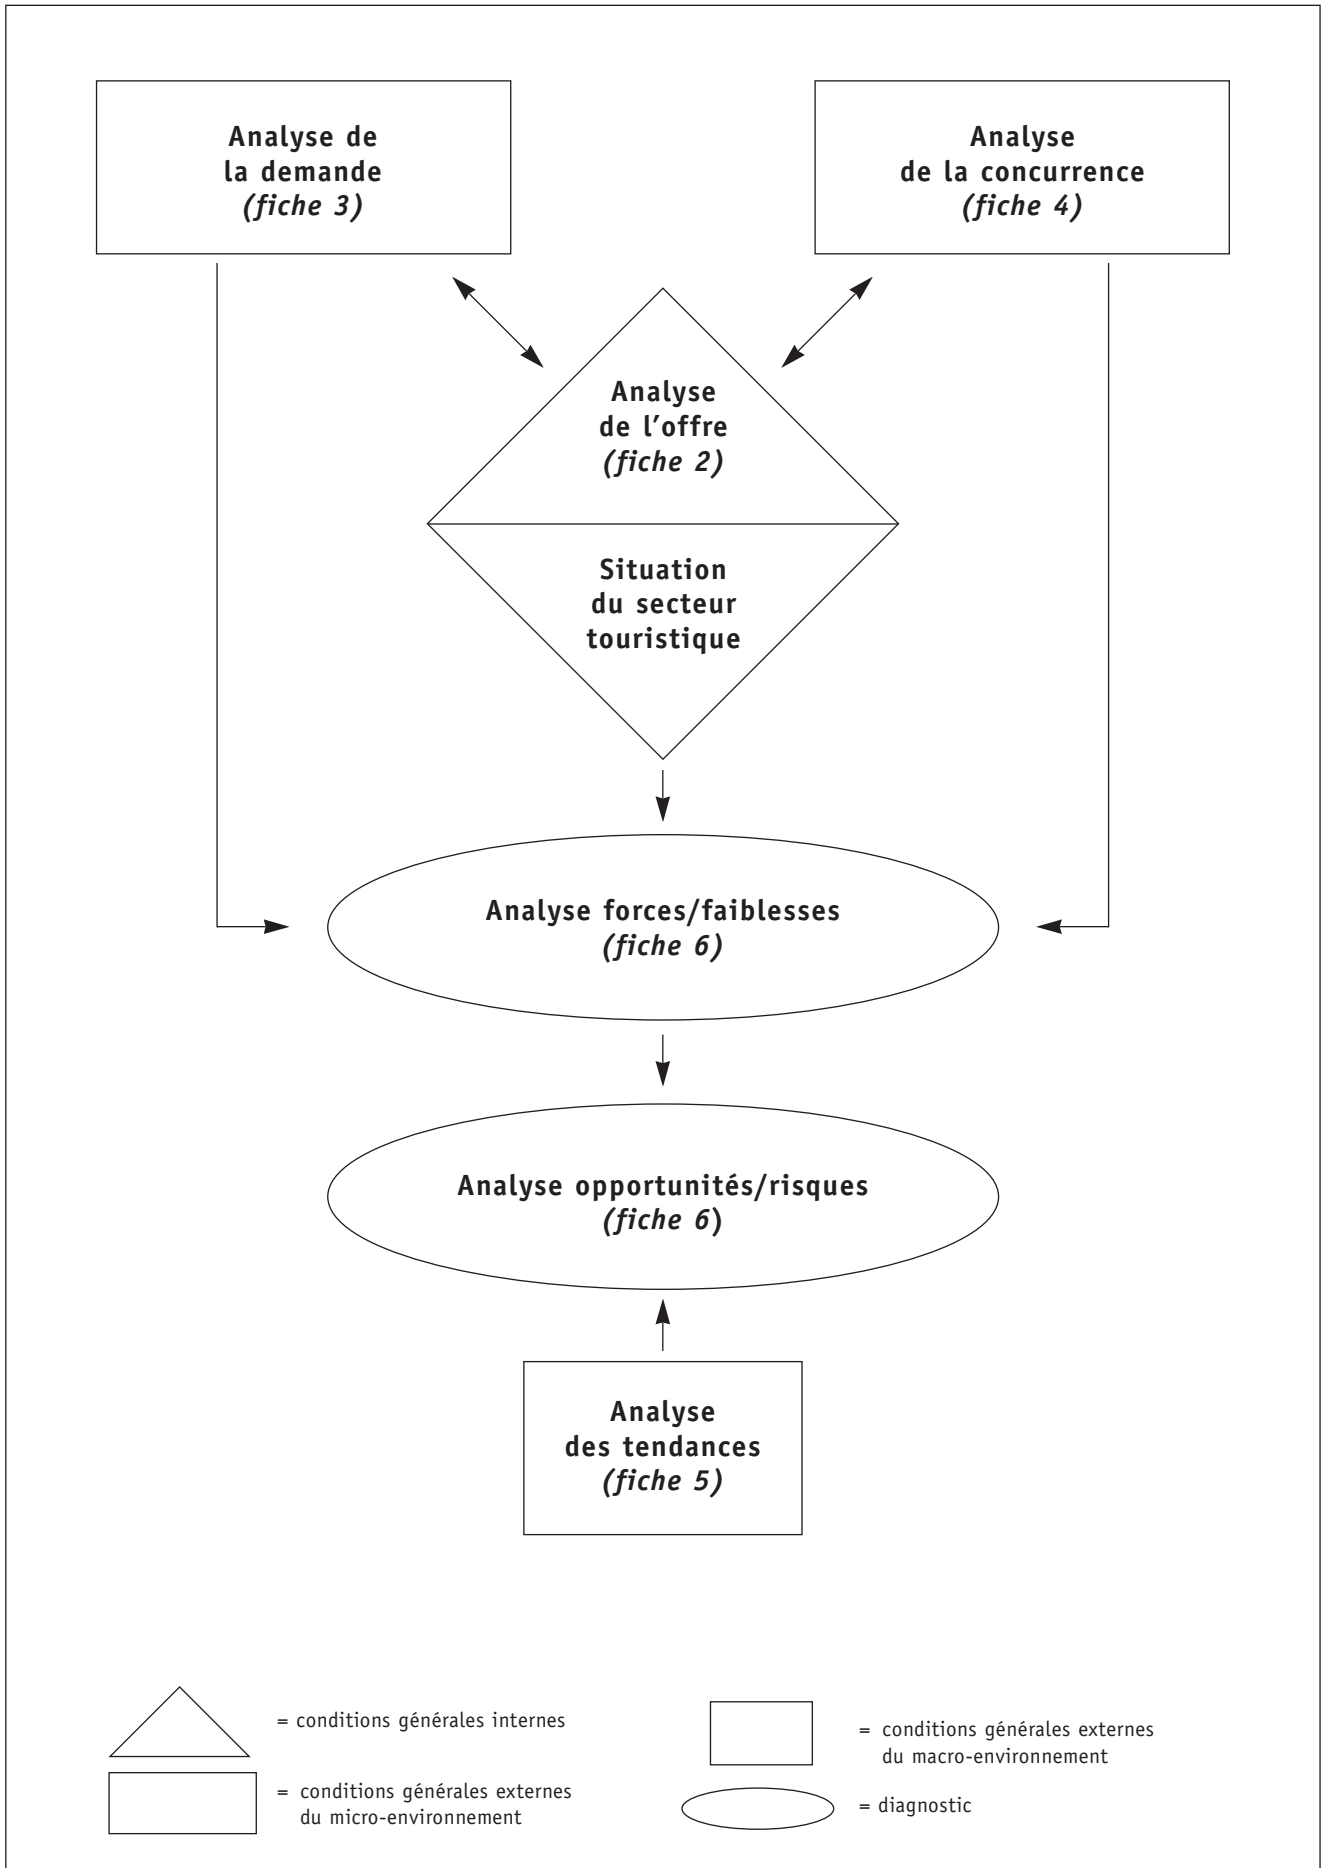 Analyse de
la demande
(fiche 3)
Analyse
de la concurrence
(fiche 4)
Analyse
de l’offre
(fiche 2)
Situation
du secteur
touristique
Analyse forces/faiblesses
(fiche 6)
Analyse opportunités/risques
(fiche 6)
Analyse
des tendances
(fiche 5)
= conditions générales internes
= conditions générales externes
du micro-environnement
= conditions générales externes
du macro-environnement
= diagnostic